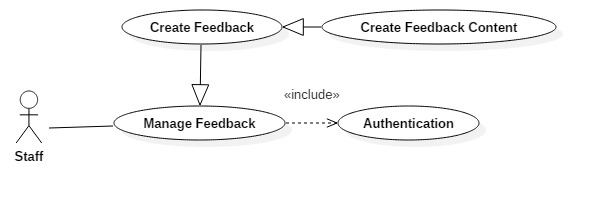 Create Feedback
Create Feedback Content
«include»
Manage Feedback
Authentication
Staff